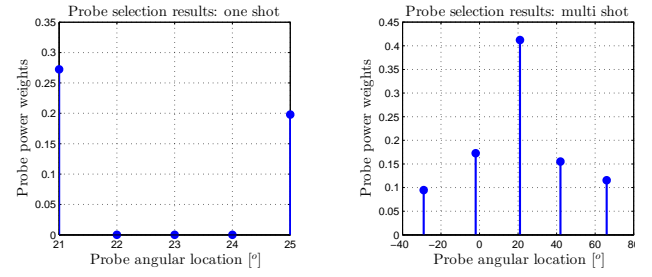 Probe selection results: one shot
0.35
0.3
0.25
0.2
0.15
0.1
0.05
0
Probe power weights
21 22 23 24 25
Probe angular location [o]
Probe selection results: multi shot
0.45
0.4
0.35
0.3
0.25
0.2
0.15
0.1
0.05
0
Probe power weights
−40 −20 0 20 40 60 80
Probe angular location [o]